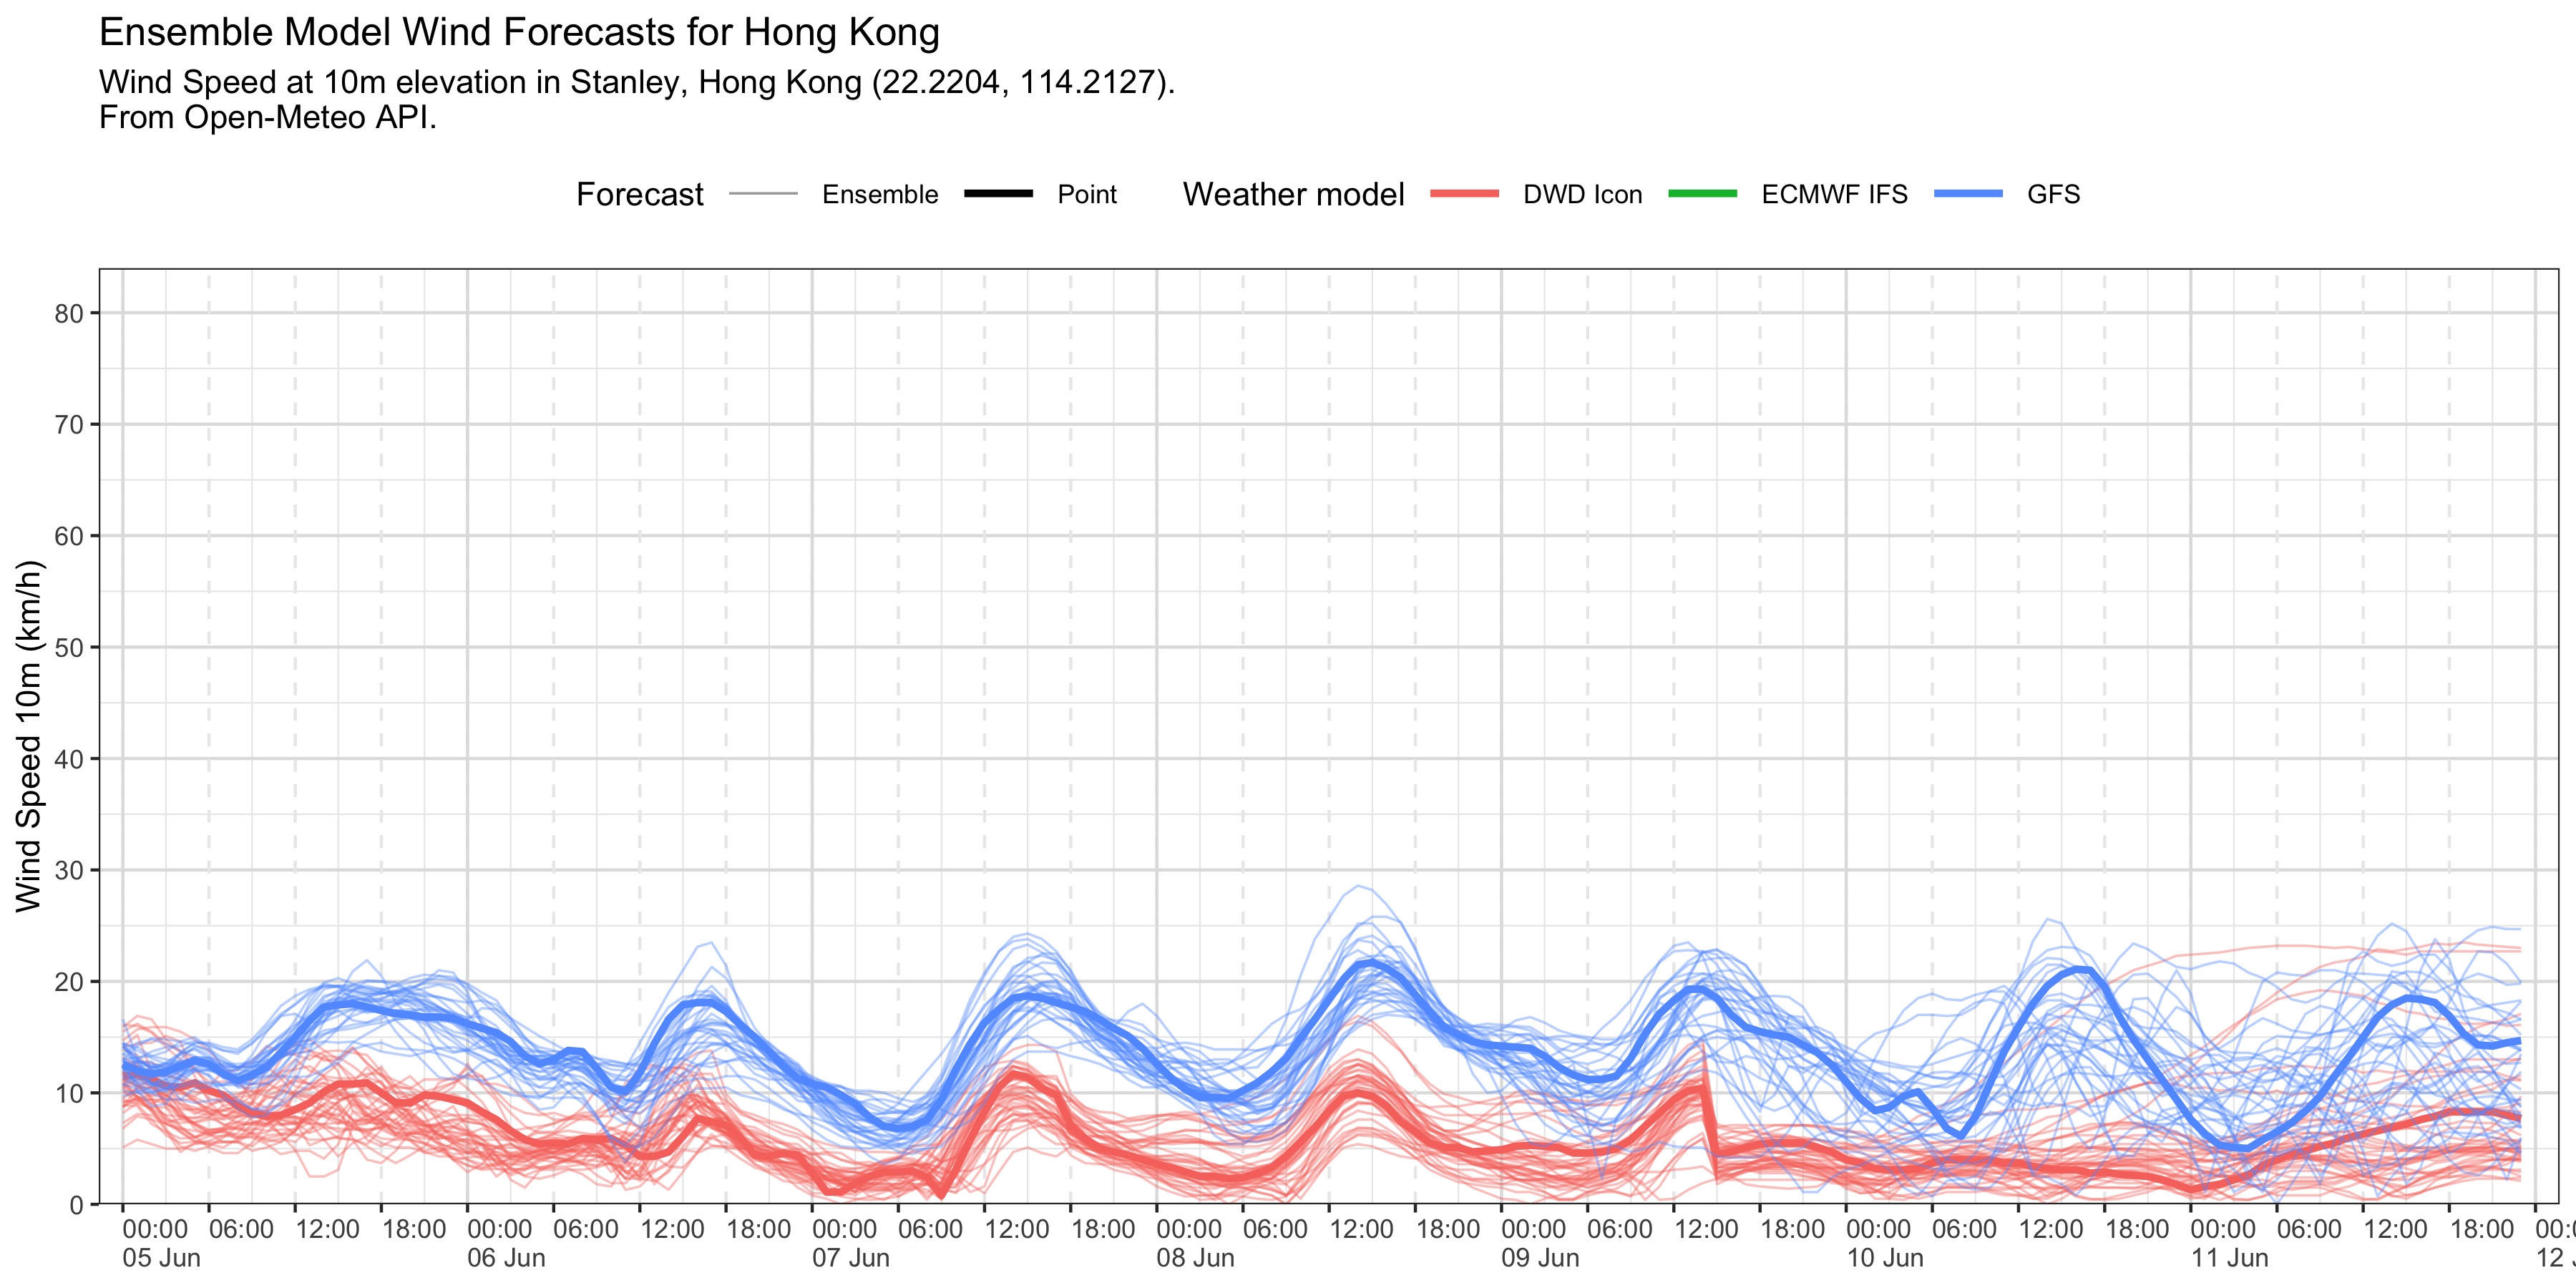 Ensemble Model Wind Forecasts for Hong Kong
Wind Speed at 10m elevation in Stanley, Hong Kong (22.2204, 114.2127).
From Open-Meteo API.
Forecast Ensemble Point Weather model DWD Icon ECMWF IFS GFS
Wind Speed 10m (km/h)
80
70
60
50
40
30
20
10
0
00:00 06:00 12:00 18:00 00:00 06:00 12:00 18:00 00:00 06:00 12:00 18:00 00:00 06:00 12:00 18:00 00:00 06:00 12:00 18:00 00:00 06:00 12:00 18:00 00:00 06:00 12:00 18:00
05 Jun 06 Jun 07 Jun 08 Jun 09 Jun 10 Jun 11 Jun 12